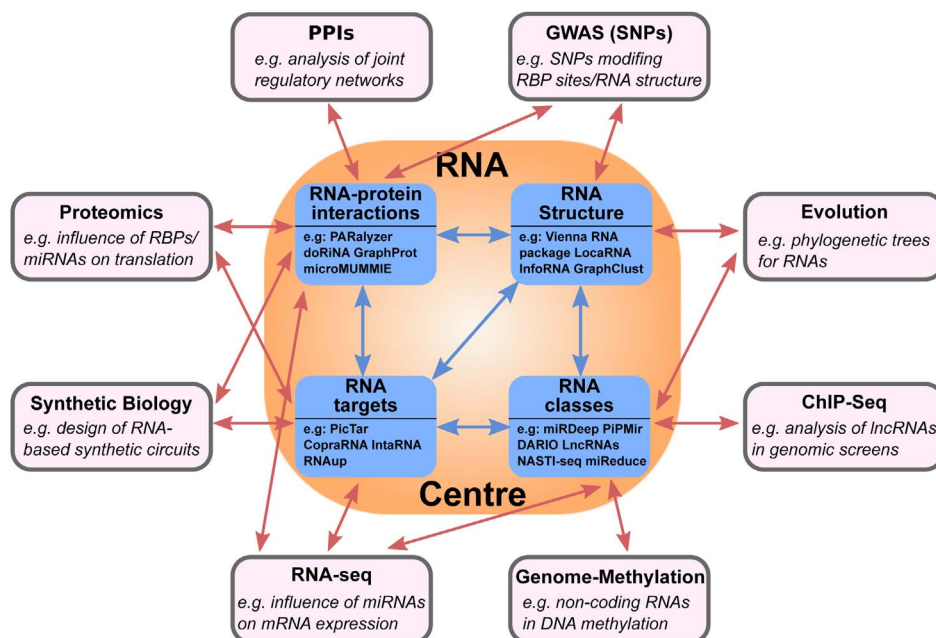 PPIs
e.g. analysis of joint
regulatory networks
GWAS (SNPs)
e.g. SNPs modifing
RBP sites/RNA structure
RNA
Proteomics
e.g. influence of RBPs/
miRNAs on translation
RNA-protein
interactions
e.g: PARalyzer
doRiNA GraphProt
microMUMMIE
RNA
Structure
e.g: Vienna RNA
package LocaRNA
InfoRNA GraphClust
Evolution
e.g. phylogenetic trees
for RNAs
Synthetic Biology
e.g. design of RNA-
based synthetic circuits
RNA
targets
e.g: PicTar
CopraRNA IntaRNA
RNAup
RNA
classes
e.g: miRDeep PiPMir
DARIO LncRNAs
NASTI-seq miReduce
ChIP-Seq
e.g. analysis of lncRNAs
in genomic screens
Centre
RNA-seq
e.g. influence of miRNAs
on mRNA expression
Genome-Methylation
e.g. non-coding RNAs
in DNA methylation